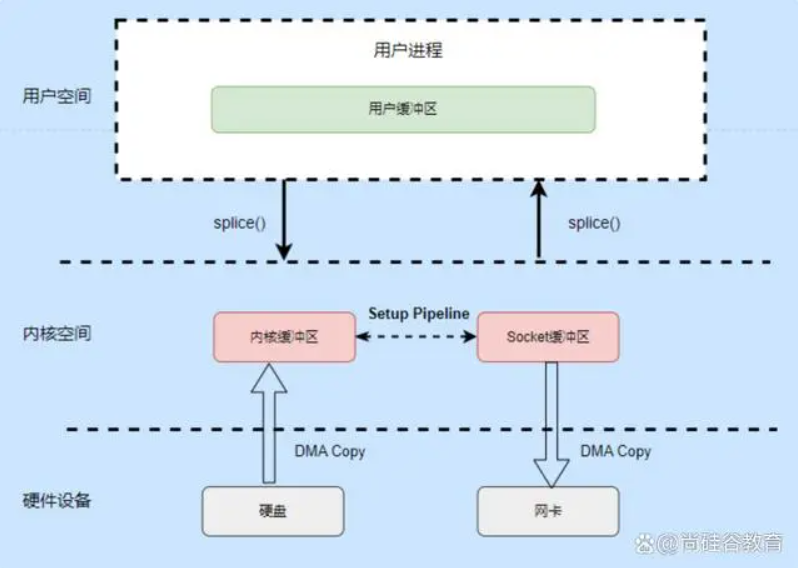 用户进程
用户空间
用户缓冲区
splice()
splice()
Setup Pipeline
内核空间
内核缓冲区
Socket缓冲区
DMA Copy
DMA Copy
硬件设备
硬盘
网卡
@尚硅谷教育